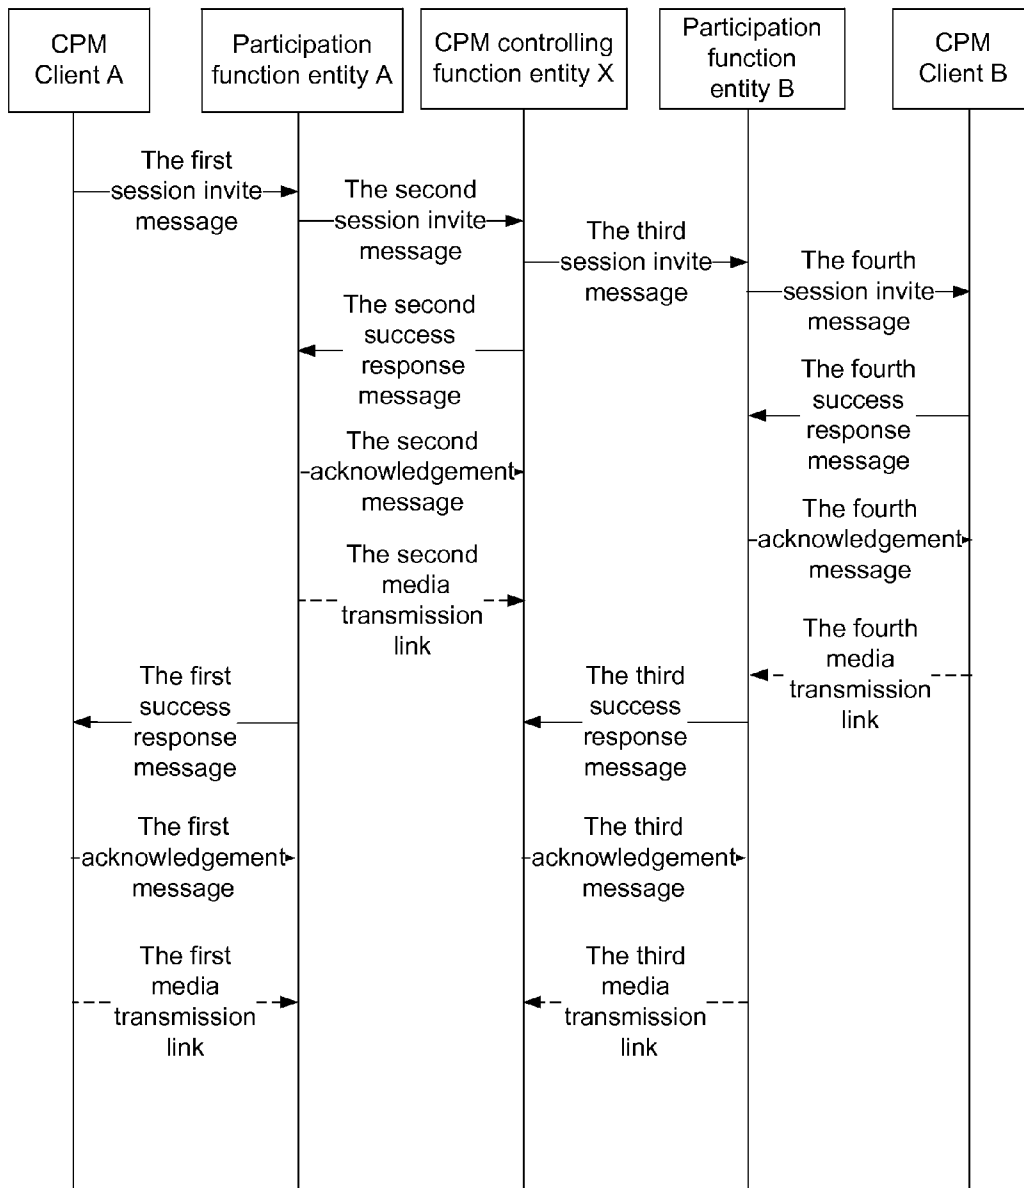 CPM
Client A
Participation
function entity A
CPM controlling
function entity X
Participation
function
entity B
CPM
Client B
The first
session invite
message
The second
session invite
message
The third
session invite
message
The fourth
session invite
message
The second
success
response
message
The fourth
success
response
message
The second
acknowledgement
message
The fourth
acknowledgement
message
The second
media
transmission
link
The fourth
media
transmission
link
The first
success
response
message
The third
success
response
message
The first
acknowledgement
message
The third
acknowledgement
message
The first
media
transmission
link
The third
media
transmission
link